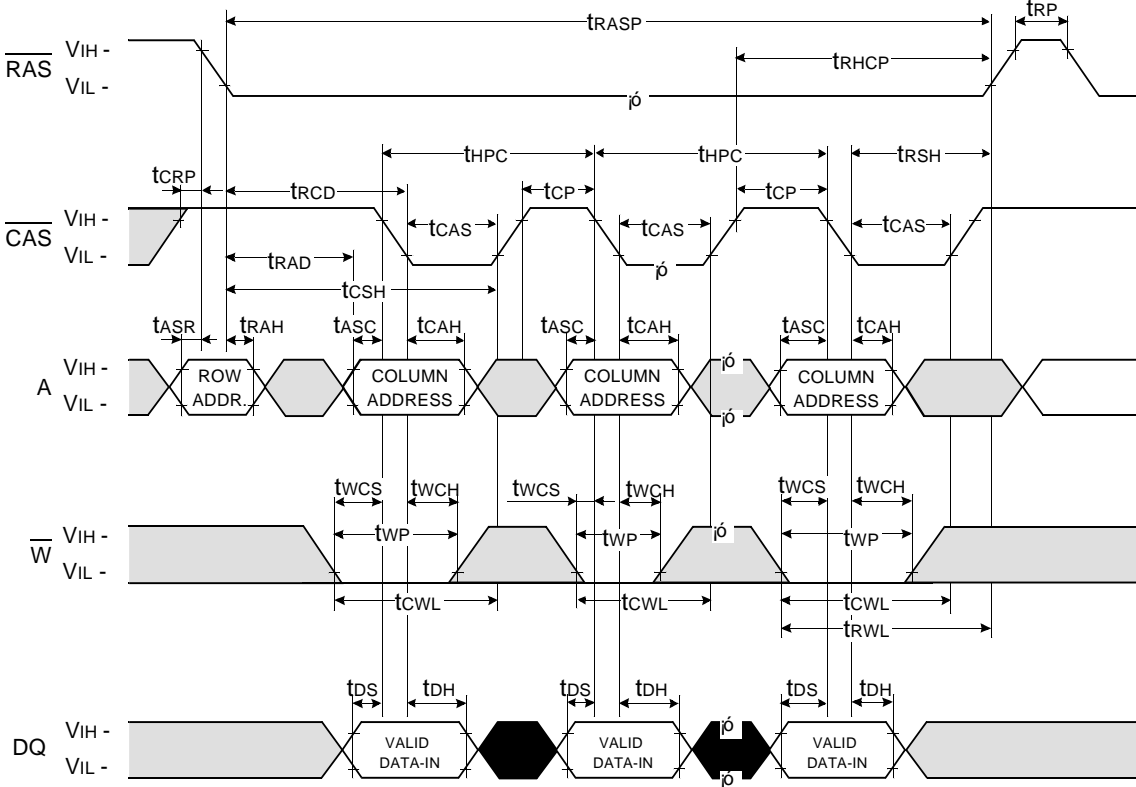 tRASP
tRP
tRHCP
RAS
VIH -
VIL -
¡ó
tHPC
tHPC
tRSH
tCRP
tRCD
tCP
tCP
CAS
VIH -
VIL -
tCAS
tCAS
tCAS
tRAD
¡ó
tCSH
tASR
tRAH
tASC
tCAH
tASC
tCAH
tASC
tCAH
A
VIH -
VIL -
ROW
ADDR.
COLUMN
ADDRESS
COLUMN
ADDRESS
¡ó
¡ó
COLUMN
ADDRESS
tWCS
tWCH
tWCS
tWCH
tWCS
tWCH
W
VIH -
VIL -
tWP
tWP
¡ó
tWP
tCWL
tCWL
tCWL
tRWL
tDS
tDH
tDS
tDH
tDS
tDH
DQ
VIH -
VIL -
VALID
DATA-IN
VALID
DATA-IN
¡ó
¡ó
VALID
DATA-IN